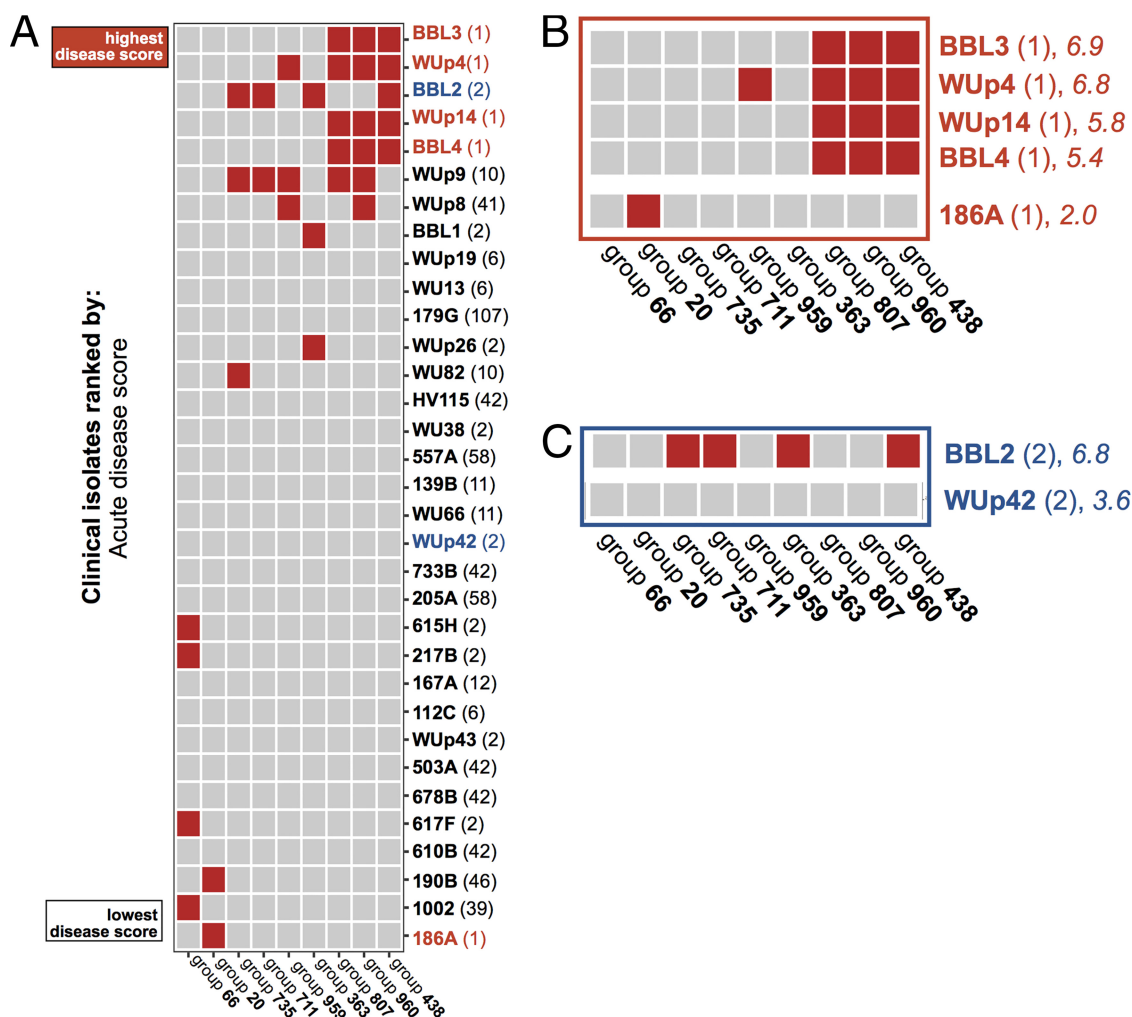 A
highest
disease score
Clinical isolates ranked by:
Acute disease score
lowest
disease score
BBL3 (1)
WUp4(1)
BBL2 (2)
WUp14 (1)
BBL4 (1)
WUp9 (10)
WUp8 (41)
BBL1 (2)
WUp19 (6)
WU13 (6)
179G (107)
WUp26 (2)
WU82 (10)
HV115 (42)
WU38 (2)
557A (58)
139B (11)
WU66 (11)
WUp42 (2)
733B (42)
205A (58)
615H (2)
217B (2)
167A (12)
112C (6)
WUp43 (2)
503A (42)
678B (42)
617F (2)
610B (42)
190B (46)
1002 (39)
186A (1)
group 66
group 20
group 735
group 711
group 959
group 363
group 807
group 960
group 438
B
BBL3 (1), 6.9
WUp4 (1), 6.8
WUp14 (1), 5.8
BBL4 (1), 5.4
186A (1), 2.0
group 66
group 20
group 735
group 711
group 959
group 363
group 807
group 960
group 438
C
BBL2 (2), 6.8
WUp42 (2), 3.6
group 66
group 20
group 735
group 711
group 959
group 363
group 807
group 960
group 438